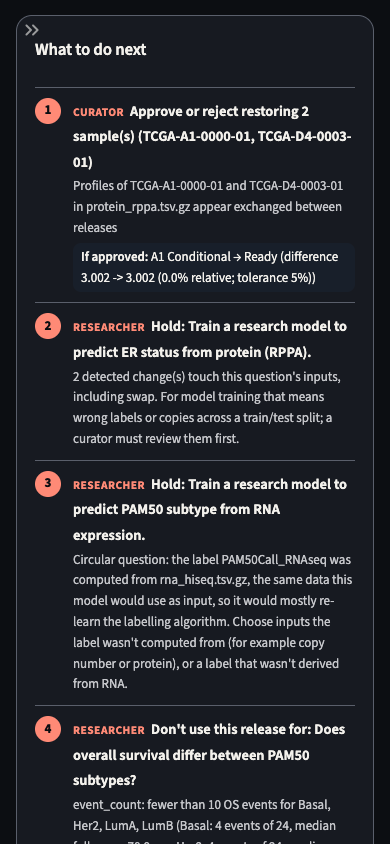 What to do next
1 CURATOR Approve or reject restoring 2
sample(s) (TCGA-A1-0000-01, TCGA-D4-0003-
01)
Profiles of TCGA-A1-0000-01 and TCGA-D4-0003-01
in protein_rppa.tsv.gz appear exchanged between
releases
If approved: A1 Conditional → Ready (difference
3.002 -> 3.002 (0.0% relative; tolerance 5%))
2 RESEARCHER Hold: Train a research model to
predict ER status from protein (RPPA).
2 detected change(s) touch this question's inputs,
including swap. For model training that means
wrong labels or copies across a train/test split; a
curator must review them first.
3 RESEARCHER Hold: Train a research model to
predict PAM50 subtype from RNA
expression.
Circular question: the label PAM50Call_RNAseq was
computed from rna_hiseq.tsv.gz, the same data this
model would use as input, so it would mostly re-
learn the labelling algorithm. Choose inputs the
label wasn't computed from (for example copy
number or protein), or a label that wasn't derived
from RNA.
4 RESEARCHER Don't use this release for: Does
overall survival differ between PAM50
subtypes?
event_count: fewer than 10 OS events for Basal,
Her2, LumA, LumB (Basal: 4 events of 24, median